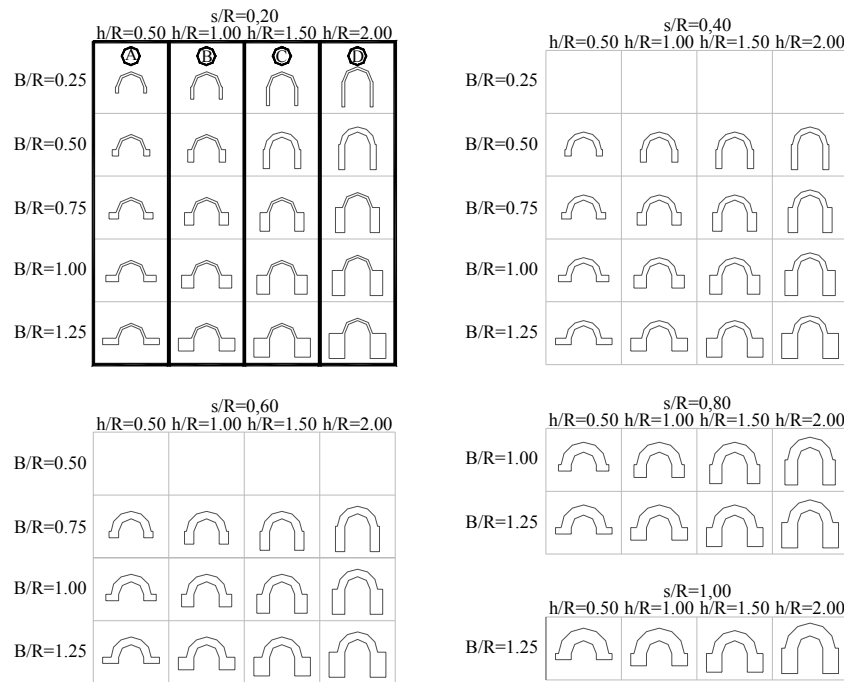 s/R=0,20
h/R=0.50 h/R=1.00 h/R=1.50 h/R=2.00
A B C D
B/R=0.25
B/R=0.50
B/R=0.75
B/R=1.00
B/R=1.25
s/R=0,40
h/R=0.50 h/R=1.00 h/R=1.50 h/R=2.00
B/R=0.25
B/R=0.50
B/R=0.75
B/R=1.00
B/R=1.25
s/R=0,60
h/R=0.50 h/R=1.00 h/R=1.50 h/R=2.00
B/R=0.50
B/R=0.75
B/R=1.00
B/R=1.25
s/R=0,80
h/R=0.50 h/R=1.00 h/R=1.50 h/R=2.00
B/R=1.00
B/R=1.25
s/R=1,00
h/R=0.50 h/R=1.00 h/R=1.50 h/R=2.00
B/R=1.25